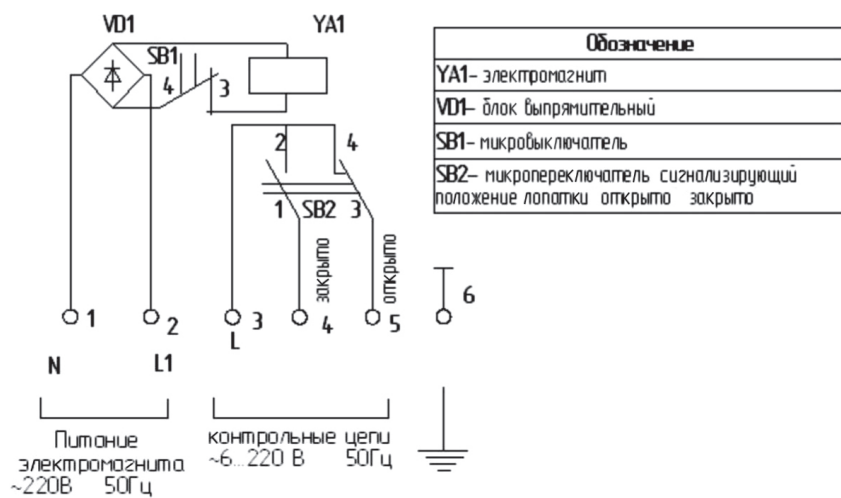 VD1
YA1
SB1
4
3
2
4
1
SB2
3
закрыто
открыто
1
2
3
4
5
6
L
N
L1
Питание
электромагнита
~220В 50Гц
контрольные цепи
~6...220 В 50Гц
Обозначение
YA1- электромагнит
VD1- блок выпрямительный
SB1- микровыключатель
SB2- микропереключатель сигнализирующий
положение лопатки открыто закрыто